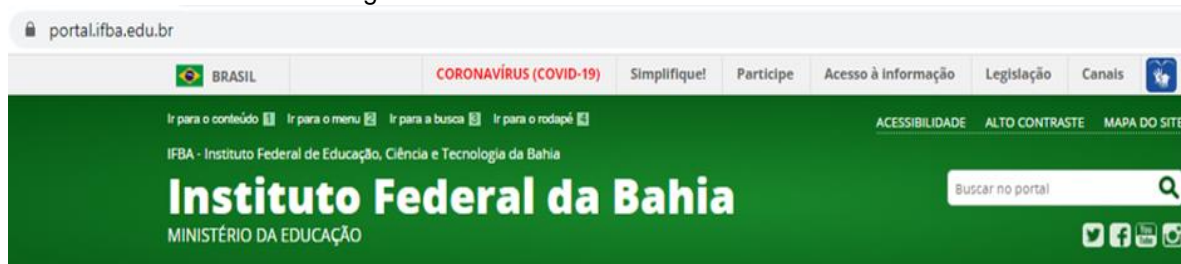 portal.ifba.edu.br
BRASIL CORONAVÍRUS (COVID-19) Simplifique! Participe Acesso à informação Legislação Canais
Ir para o conteúdo 1 Ir para o menu 2 Ir para a busca 3 Ir para o rodapé 4 ACESSIBILIDADE ALTO CONTRASTE MAPA DO SITE
IFBA - Instituto Federal de Educação, Ciência e Tecnologia da Bahia
Instituto Federal da Bahia
Buscar no portal
MINISTÉRIO DA EDUCAÇÃO